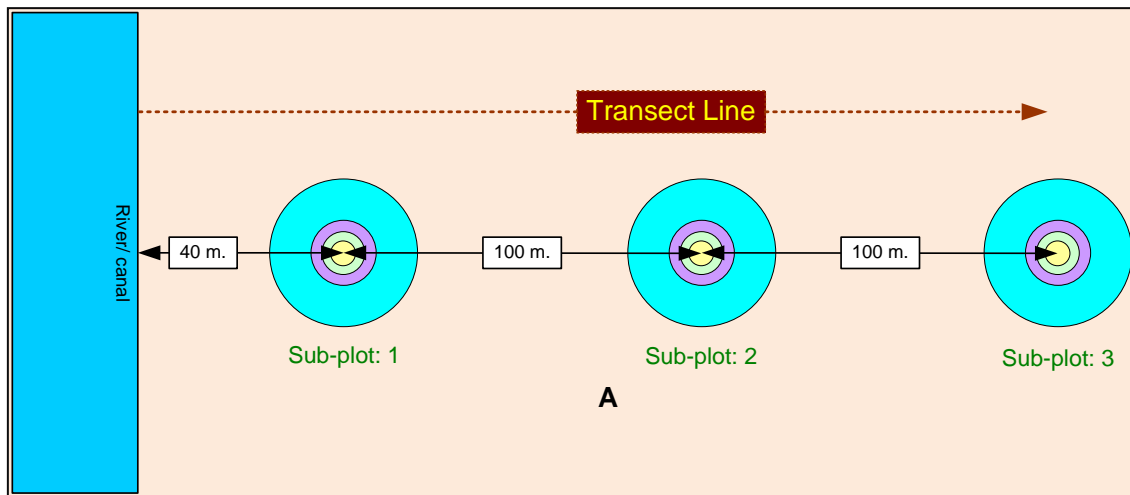 Transect Line
River/ canal
40 m.
100 m.
100 m.
Sub-plot: 1
Sub-plot: 2
Sub-plot: 3
A